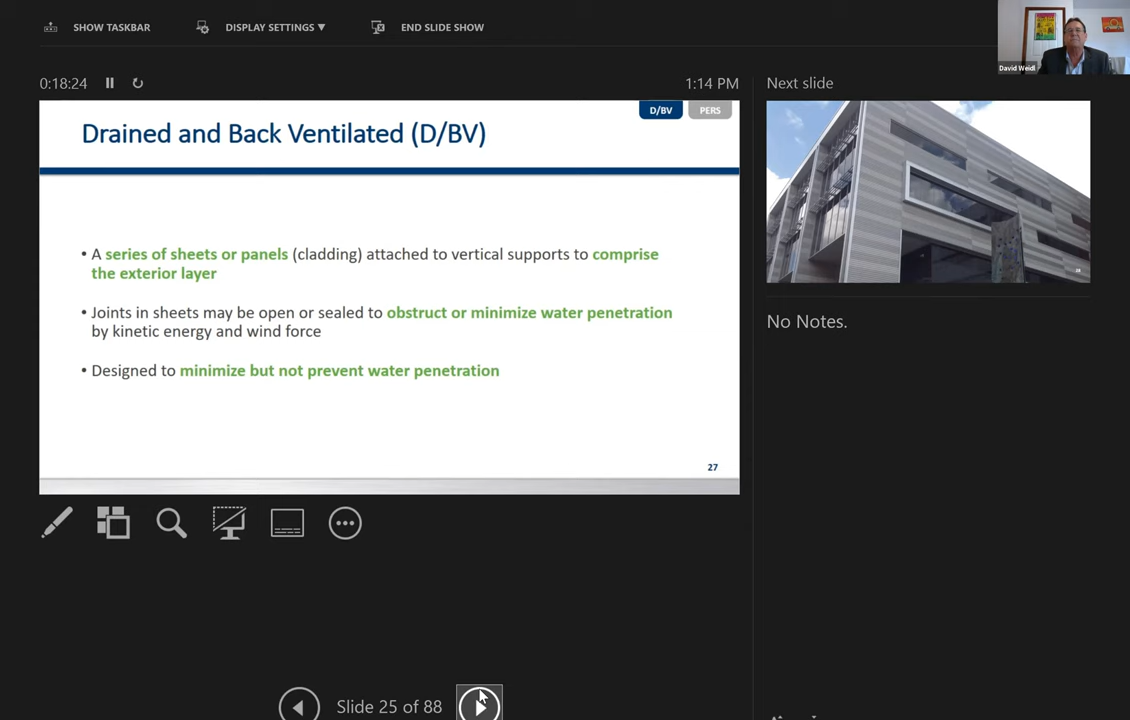 SHOW TASKBAR
DISPLAY SETTINGS ▼
END SLIDE SHOW
David Weidl
0:18:24
1:14 PM
Next slide
D/BV
PERS
Drained and Back Ventilated (D/BV)
• A series of sheets or panels (cladding) attached to vertical supports to comprise
the exterior layer
• Joints in sheets may be open or sealed to obstruct or minimize water penetration
by kinetic energy and wind force
• Designed to minimize but not prevent water penetration
27
No Notes.
Slide 25 of 88